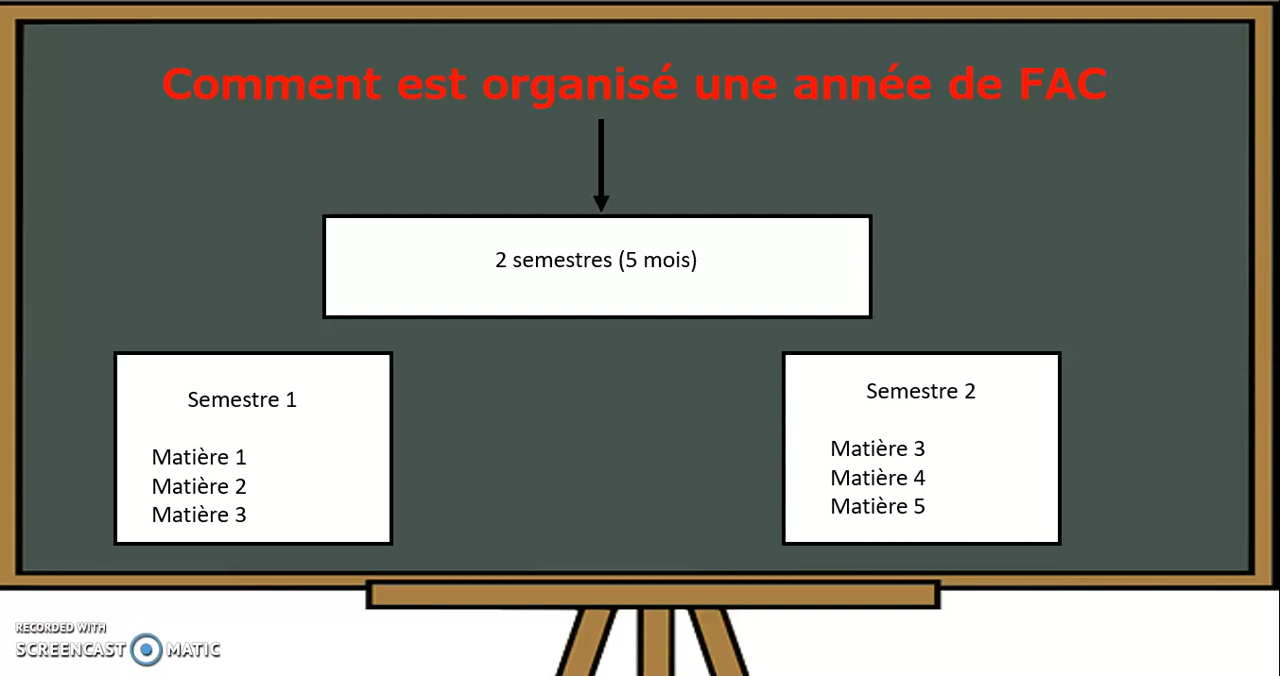 Comment est organisé une année de FAC
2 semestres (5 mois)
Semestre 1
Matière 1
Matière 2
Matière 3
Semestre 2
Matière 3
Matière 4
Matière 5
RECORDED WITH
SCREENCAST MATIC